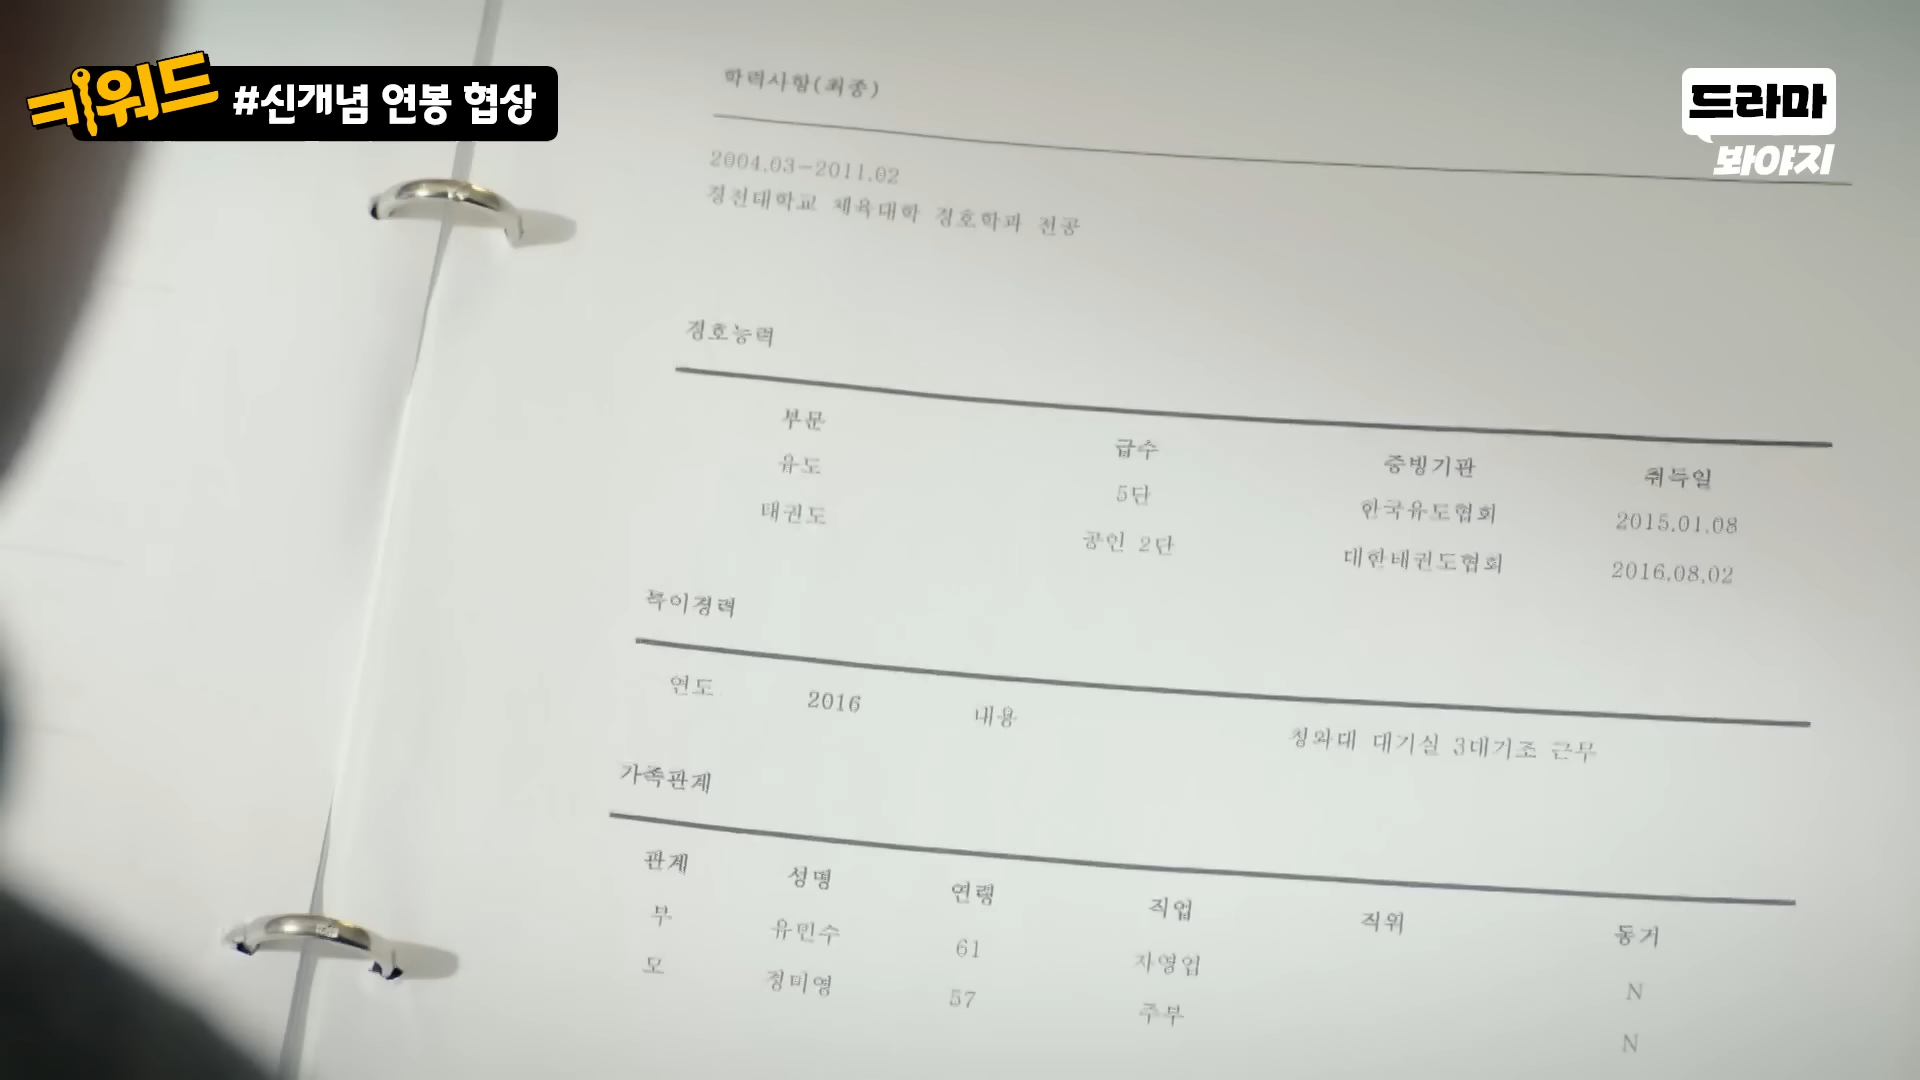 키워드 #신개념 연봉 협상
드라마
봐야지
학력사항(최종)
2004.03-2011.02
경전대학교 체육대학 경호학과 전공
경호능력
부문 급수 증빙기관 취득일
유도 5단 한국유도협회 2015.01.08
태권도 공인 2단 대한태권도협회 2016.08.02
특이경력
연도 2016 내용 청와대 대기실 3대기조 근무
가족관계
관계 성명 연령 직업 직위 동거
부 유민수 61 자영업 N
모 정미영 57 주부 N